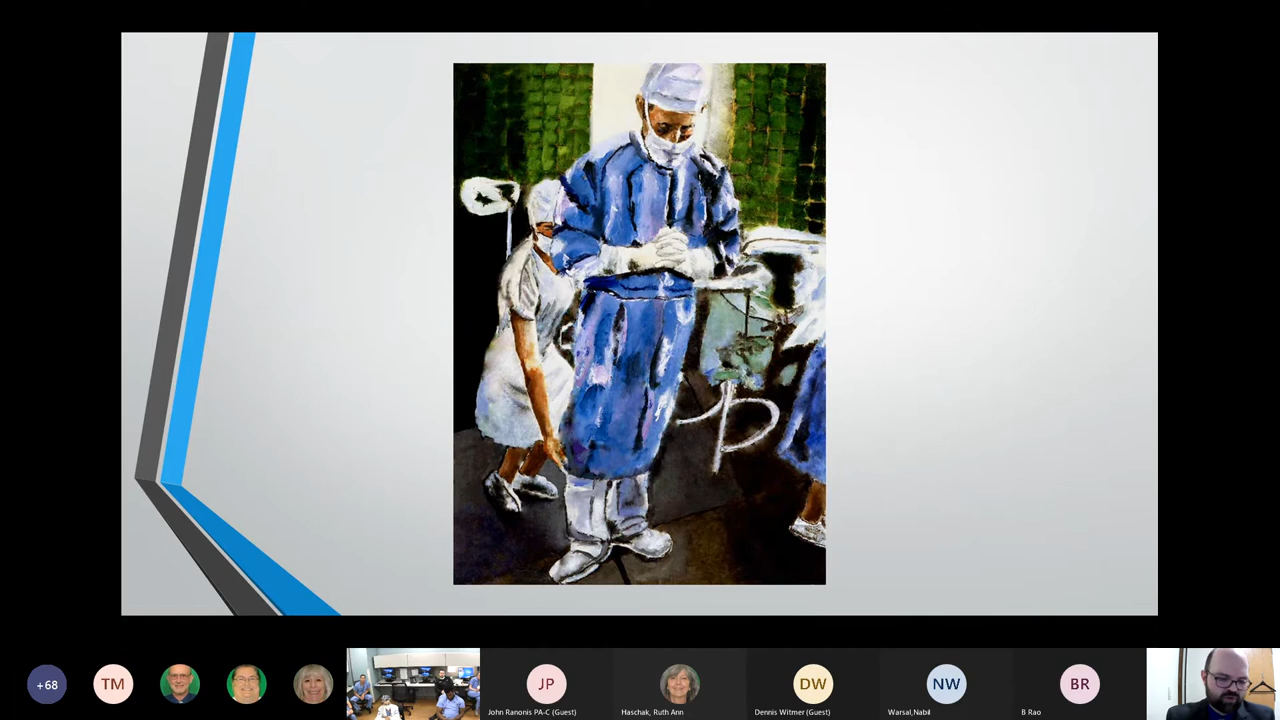 +68
TM
JP
John Ranonis PA-C (Guest)
Haschak, Ruth Ann
DW
Dennis Witmer (Guest)
NW
Warsal,Nabil
BR
B Rao